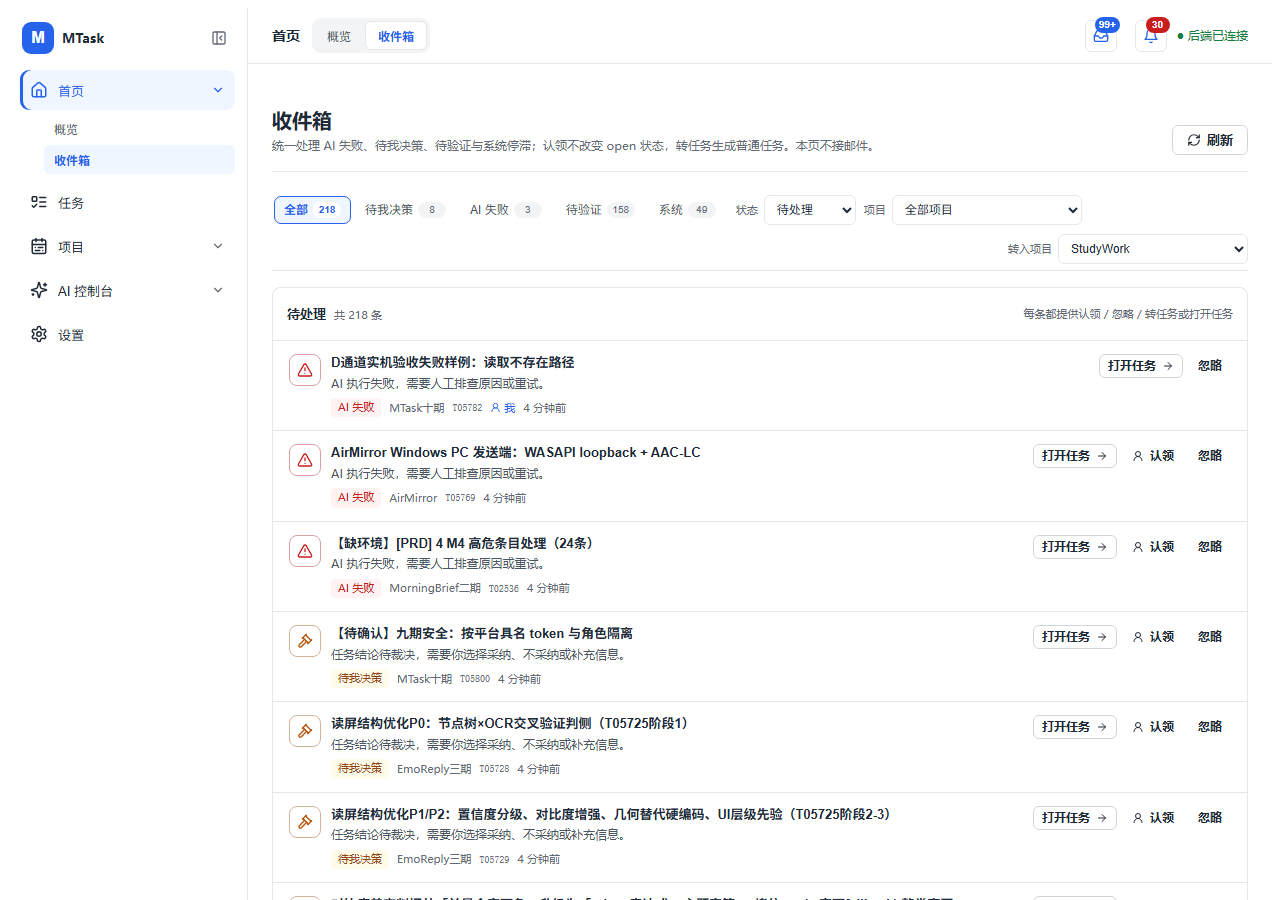 M MTask
首页
概览
收件箱
任务
项目
AI 控制台
设置
首页 概览 收件箱
99+ 30 后端已连接
收件箱
统一处理 AI 失败、待我决策、待验证与系统停滞；认领不改变 open 状态，转任务生成普通任务。本页不接邮件。
刷新
全部 218 待我决策 8 AI 失败 3 待验证 158 系统 49 状态 待处理 项目 全部项目
转入项目 StudyWork
待处理 共 218 条 每条都提供认领 / 忽略 / 转任务或打开任务
D通道实机验收失败样例：读取不存在路径 打开任务 → 忽略
AI 执行失败，需要人工排查原因或重试。
AI 失败 MTask十期 T05782 我 4 分钟前
AirMirror Windows PC 发送端：WASAPI loopback + AAC-LC 打开任务 → 认领 忽略
AI 执行失败，需要人工排查原因或重试。
AI 失败 AirMirror T05769 4 分钟前
【缺环境】[PRD] 4 M4 高危条目处理（24条） 打开任务 → 认领 忽略
AI 执行失败，需要人工排查原因或重试。
AI 失败 MorningBrief二期 T02536 4 分钟前
【待确认】九期安全：按平台具名 token 与角色隔离 打开任务 → 认领 忽略
任务结论待裁决，需要你选择采纳、不采纳或补充信息。
待我决策 MTask十期 T05800 4 分钟前
读屏结构优化P0：节点树×OCR交叉验证判侧（T05725阶段1） 打开任务 → 认领 忽略
任务结论待裁决，需要你选择采纳、不采纳或补充信息。
待我决策 EmoReply三期 T05728 4 分钟前
读屏结构优化P1/P2：置信度分级、对比度增强、几何替代硬编码、UI层级先验（T05725阶段2-3） 打开任务 → 认领 忽略
任务结论待裁决，需要你选择采纳、不采纳或补充信息。
待我决策 EmoReply三期 T05729 4 分钟前